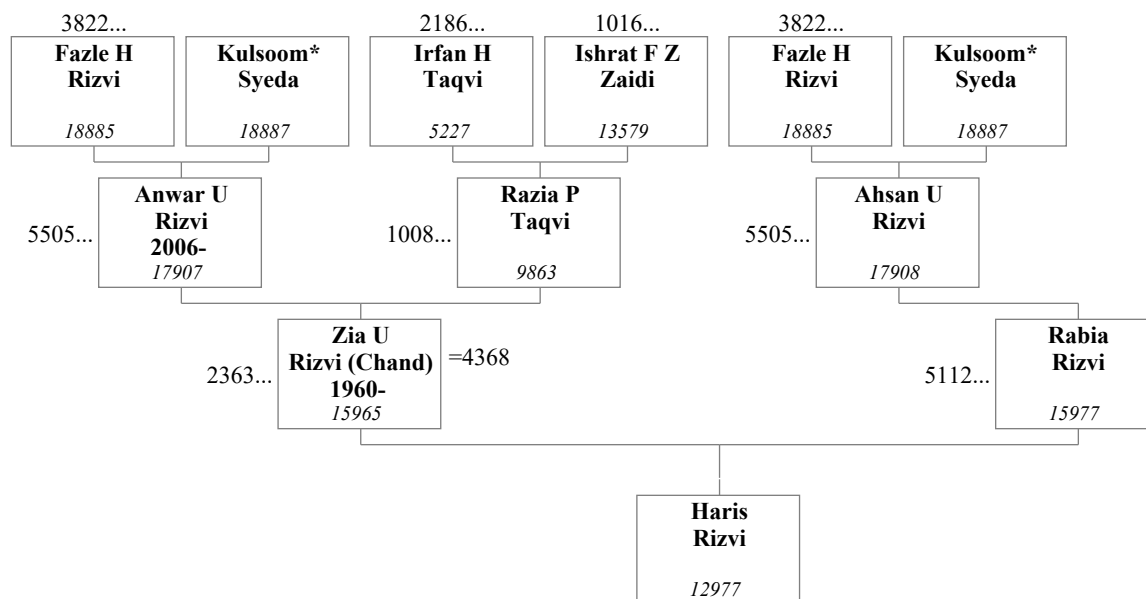 3822...
2186...
1016...
3822...
Fazle H
Rizvi
18885
Kulsoom*
Syeda
18887
Irfan H
Taqvi
5227
Ishrat F Z
Zaidi
13579
Fazle H
Rizvi
18885
Kulsoom*
Syeda
18887
5505...
Anwar U
Rizvi
2006-
17907
1008...
Razia P
Taqvi
9863
5505...
Ahsan U
Rizvi
17908
2363...
Zia U
Rizvi (Chand)
1960-
15965
=4368
5112...
Rabia
Rizvi
15977
Haris
Rizvi
12977